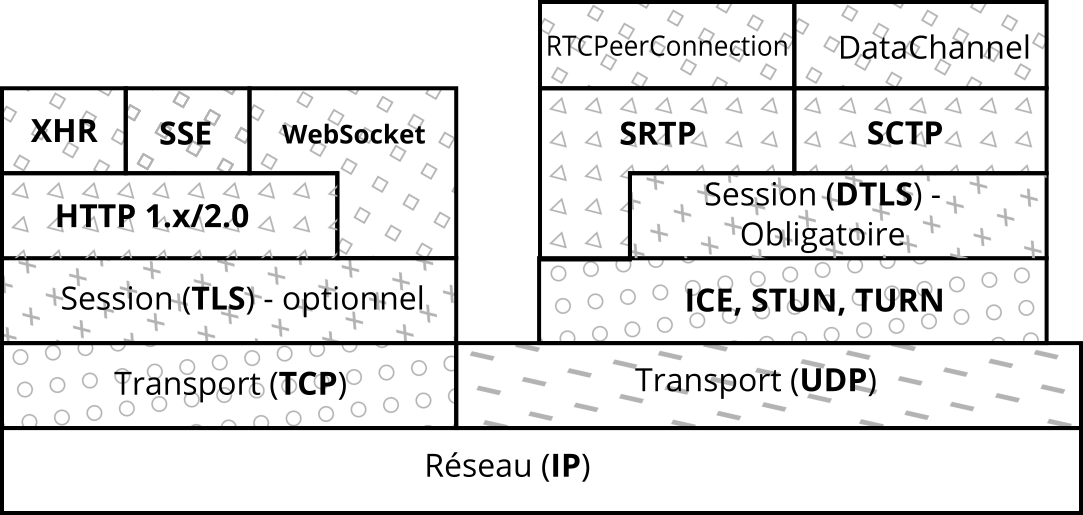 RTCPeerConnection
DataChannel
XHR
SSE
WebSocket
SRTP
SCTP
HTTP 1.x/2.0
Session (DTLS) -
Obligatoire
Session (TLS) - optionnel
ICE, STUN, TURN
Transport (TCP)
Transport (UDP)
Réseau (IP)